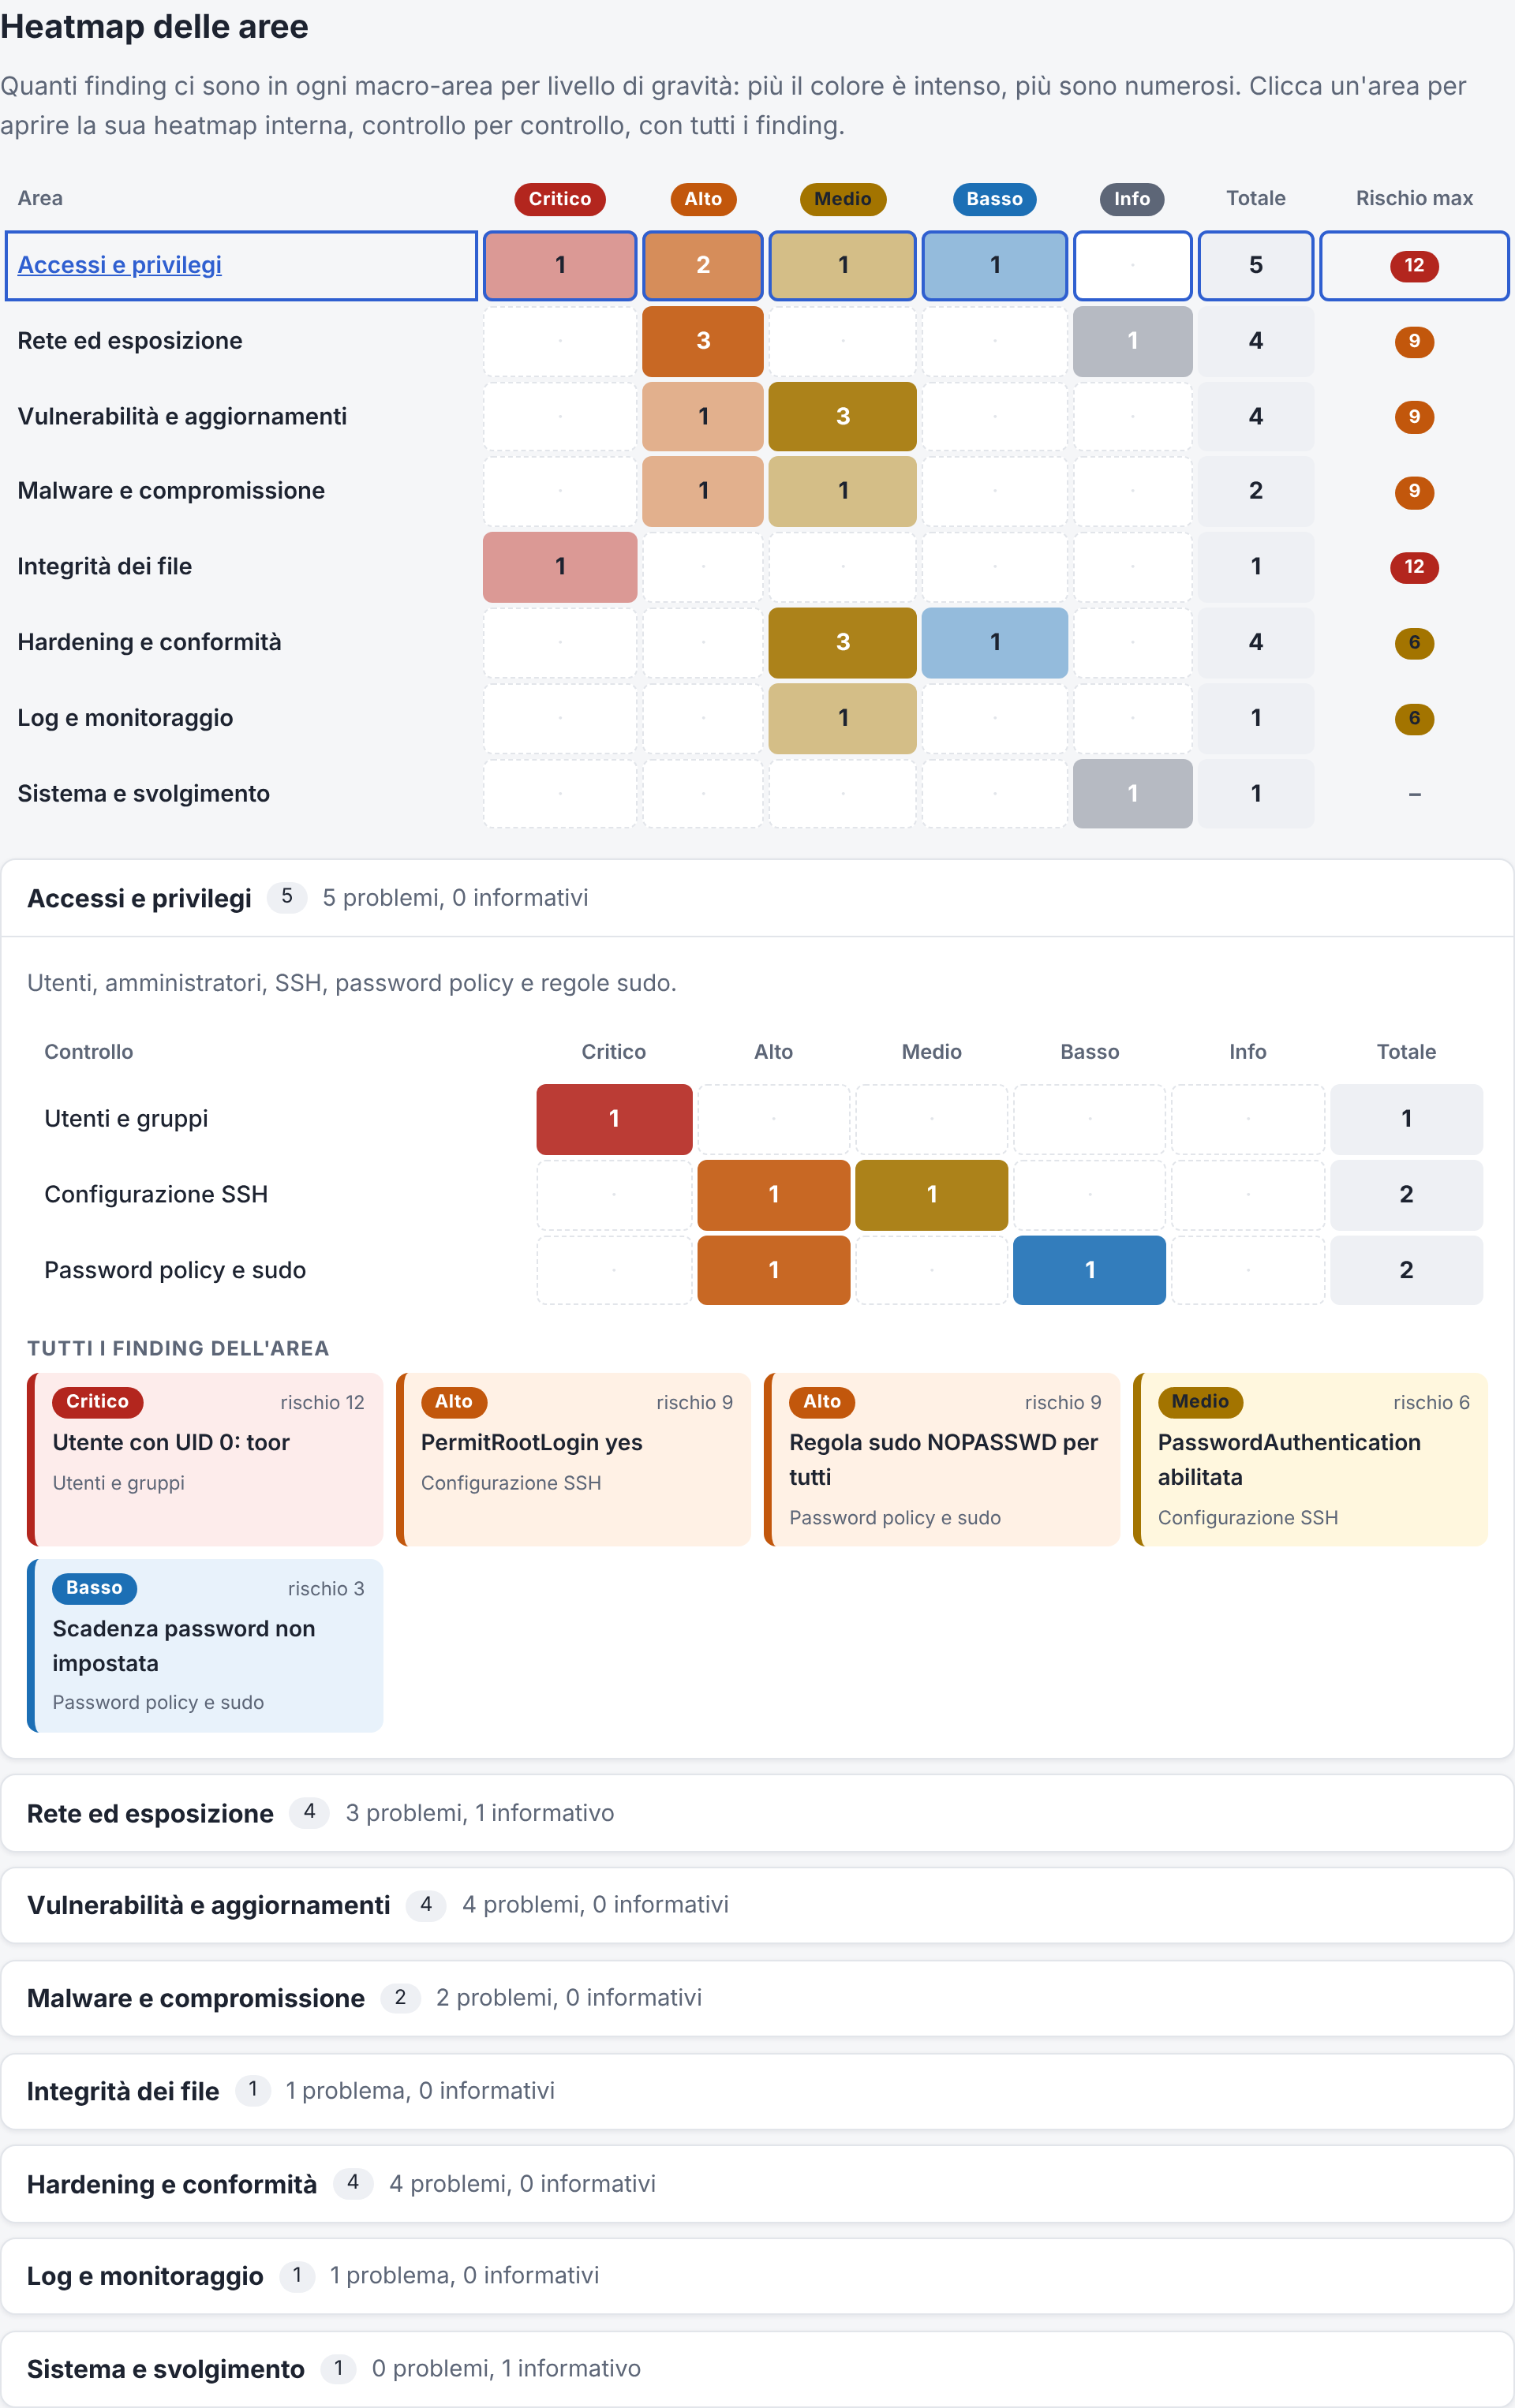 Heatmap delle aree
Quanti finding ci sono in ogni macro-area per livello di gravità: più il colore è intenso, più sono numerosi. Clicca un'area per
aprire la sua heatmap interna, controllo per controllo, con tutti i finding.
Area Critico Alto Medio Basso Info Totale Rischio max
Accessi e privilegi 1 2 1 1 · 5 12
Rete ed esposizione · 3 · · 1 4 9
Vulnerabilità e aggiornamenti · 1 3 · · 4 9
Malware e compromissione · 1 1 · · 2 9
Integrità dei file 1 · · · · 1 12
Hardening e conformità · · 3 1 · 4 6
Log e monitoraggio · · 1 · · 1 6
Sistema e svolgimento · · · · 1 1 –
Accessi e privilegi 5 5 problemi, 0 informativi
Utenti, amministratori, SSH, password policy e regole sudo.
Controllo Critico Alto Medio Basso Info Totale
Utenti e gruppi 1 · · · · 1
Configurazione SSH · 1 1 · · 2
Password policy e sudo · 1 · 1 · 2
TUTTI I FINDING DELL'AREA
Critico rischio 12
Utente con UID 0: toor
Utenti e gruppi
Alto rischio 9
PermitRootLogin yes
Configurazione SSH
Alto rischio 9
Regola sudo NOPASSWD per
tutti
Password policy e sudo
Medio rischio 6
PasswordAuthentication
abilitata
Configurazione SSH
Basso rischio 3
Scadenza password non
impostata
Password policy e sudo
Rete ed esposizione 4 3 problemi, 1 informativo
Vulnerabilità e aggiornamenti 4 4 problemi, 0 informativi
Malware e compromissione 2 2 problemi, 0 informativi
Integrità dei file 1 1 problema, 0 informativi
Hardening e conformità 4 4 problemi, 0 informativi
Log e monitoraggio 1 1 problema, 0 informativi
Sistema e svolgimento 1 0 problemi, 1 informativo